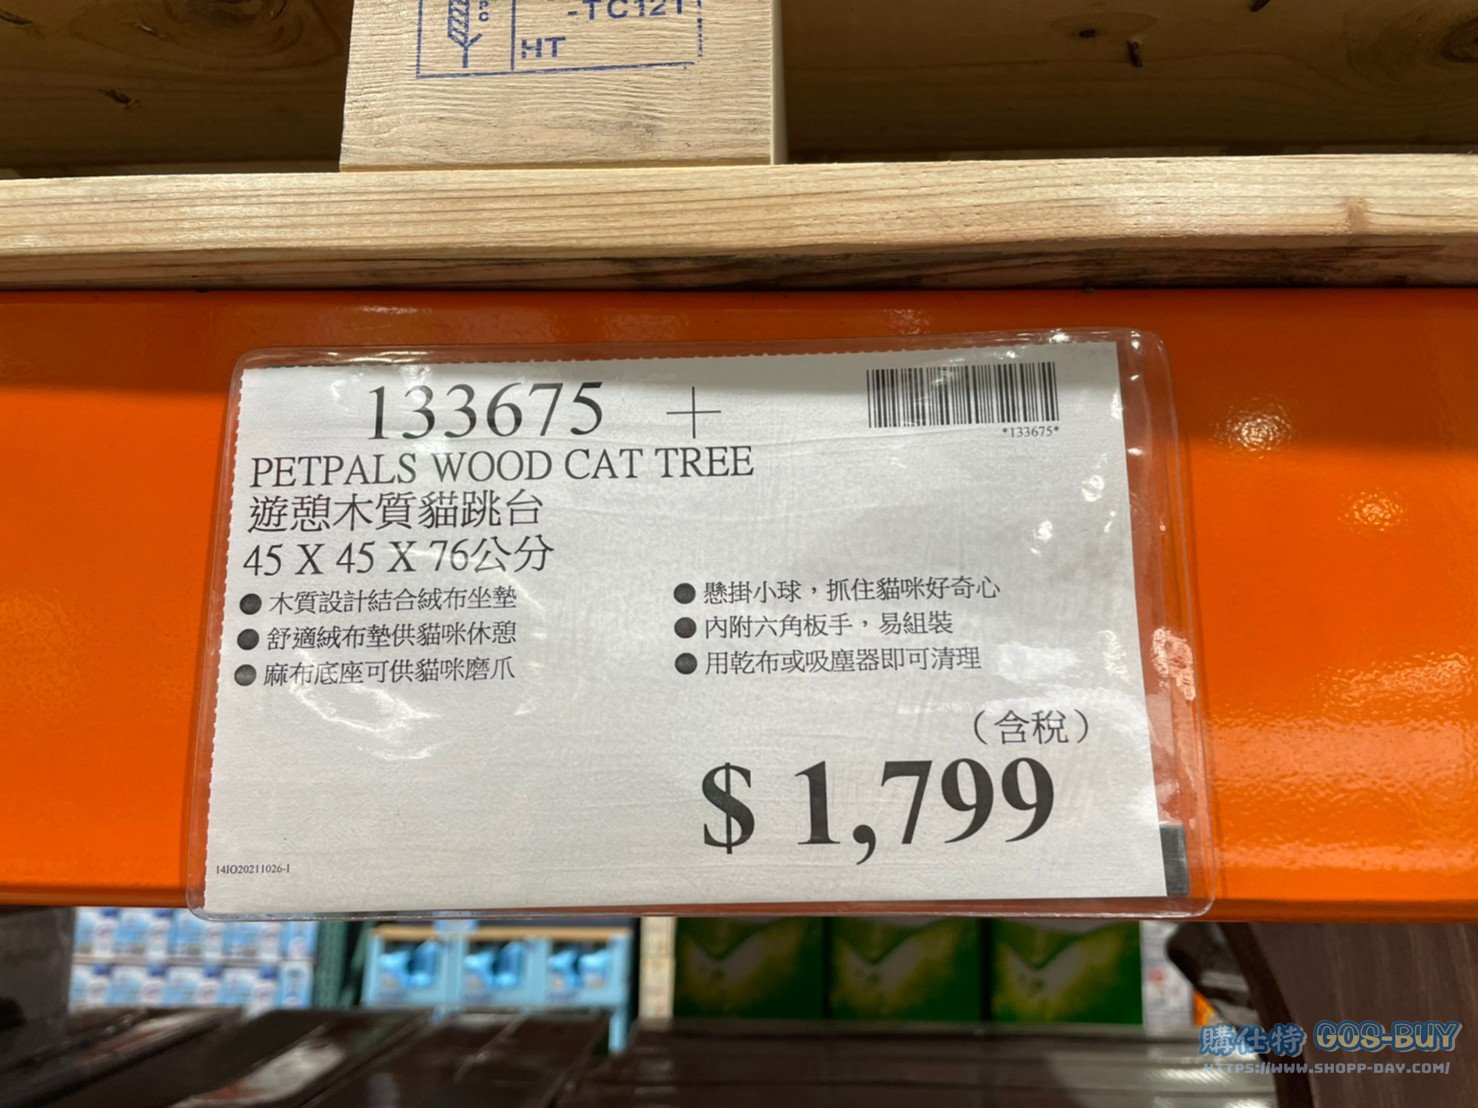 -TC121
HT
133675 +
*133675*
PETPALS WOOD CAT TREE
遊憩木質貓跳台
45 X 45 X 76公分
● 木質設計結合絨布坐墊
● 舒適絨布墊供貓咪休憩
● 麻布底座可供貓咪磨爪
● 懸掛小球，抓住貓咪好奇心
● 內附六角板手，易組裝
● 用乾布或吸塵器即可清理
（含稅）
$ 1,799
14JO20211026-1
購仕特 GOS-BUY
HTTPS://WWW.SHOPP-DAY.COM/